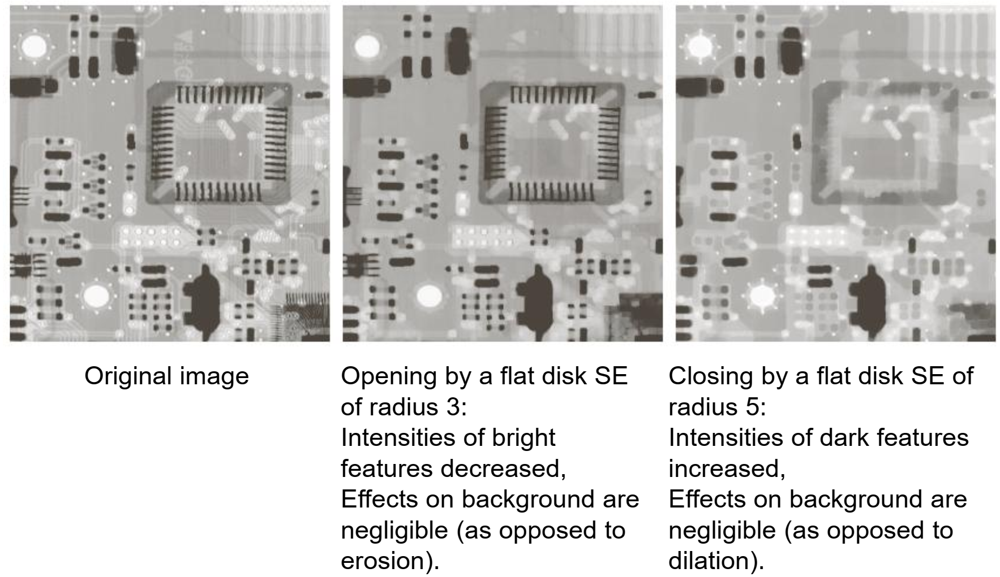 Original image
Opening by a flat disk SE
of radius 3:
Intensities of bright
features decreased,
Effects on background are
negligible (as opposed to
erosion).
Closing by a flat disk SE of
radius 5:
Intensities of dark features
increased,
Effects on background are
negligible (as opposed to
dilation).